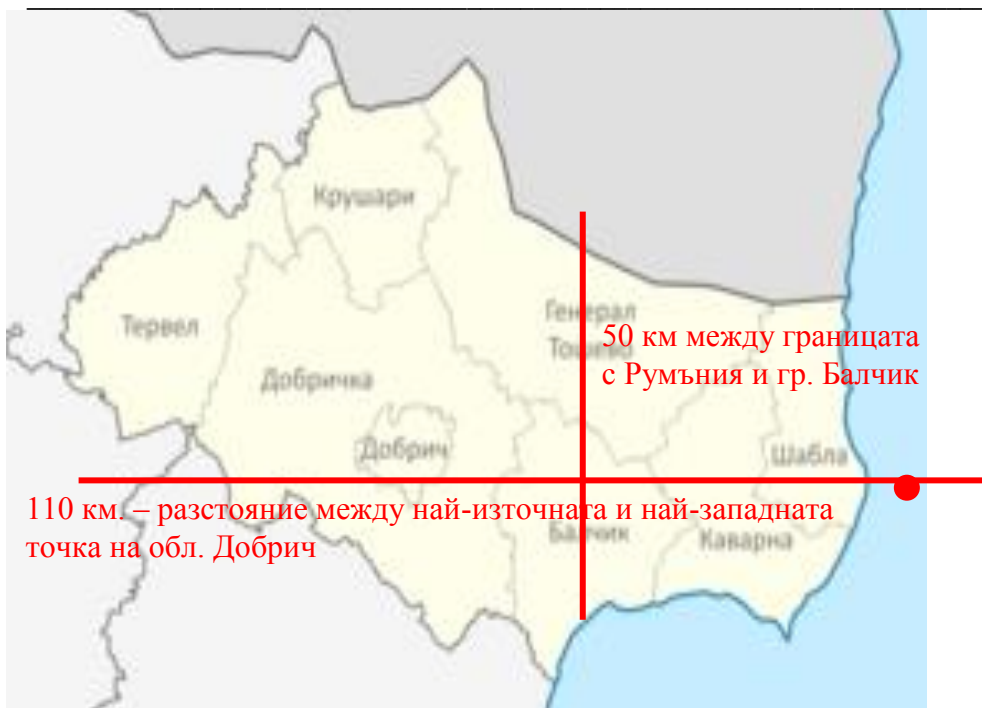 Крушари
Генерал
Тошево
Тервел
50 км между границата
с Румъния и гр. Балчик
Добричка
Добрич
Шабла
110 км. – разстояние между най-източната и най-западната
точка на обл. Добрич
Балчик
Каварна